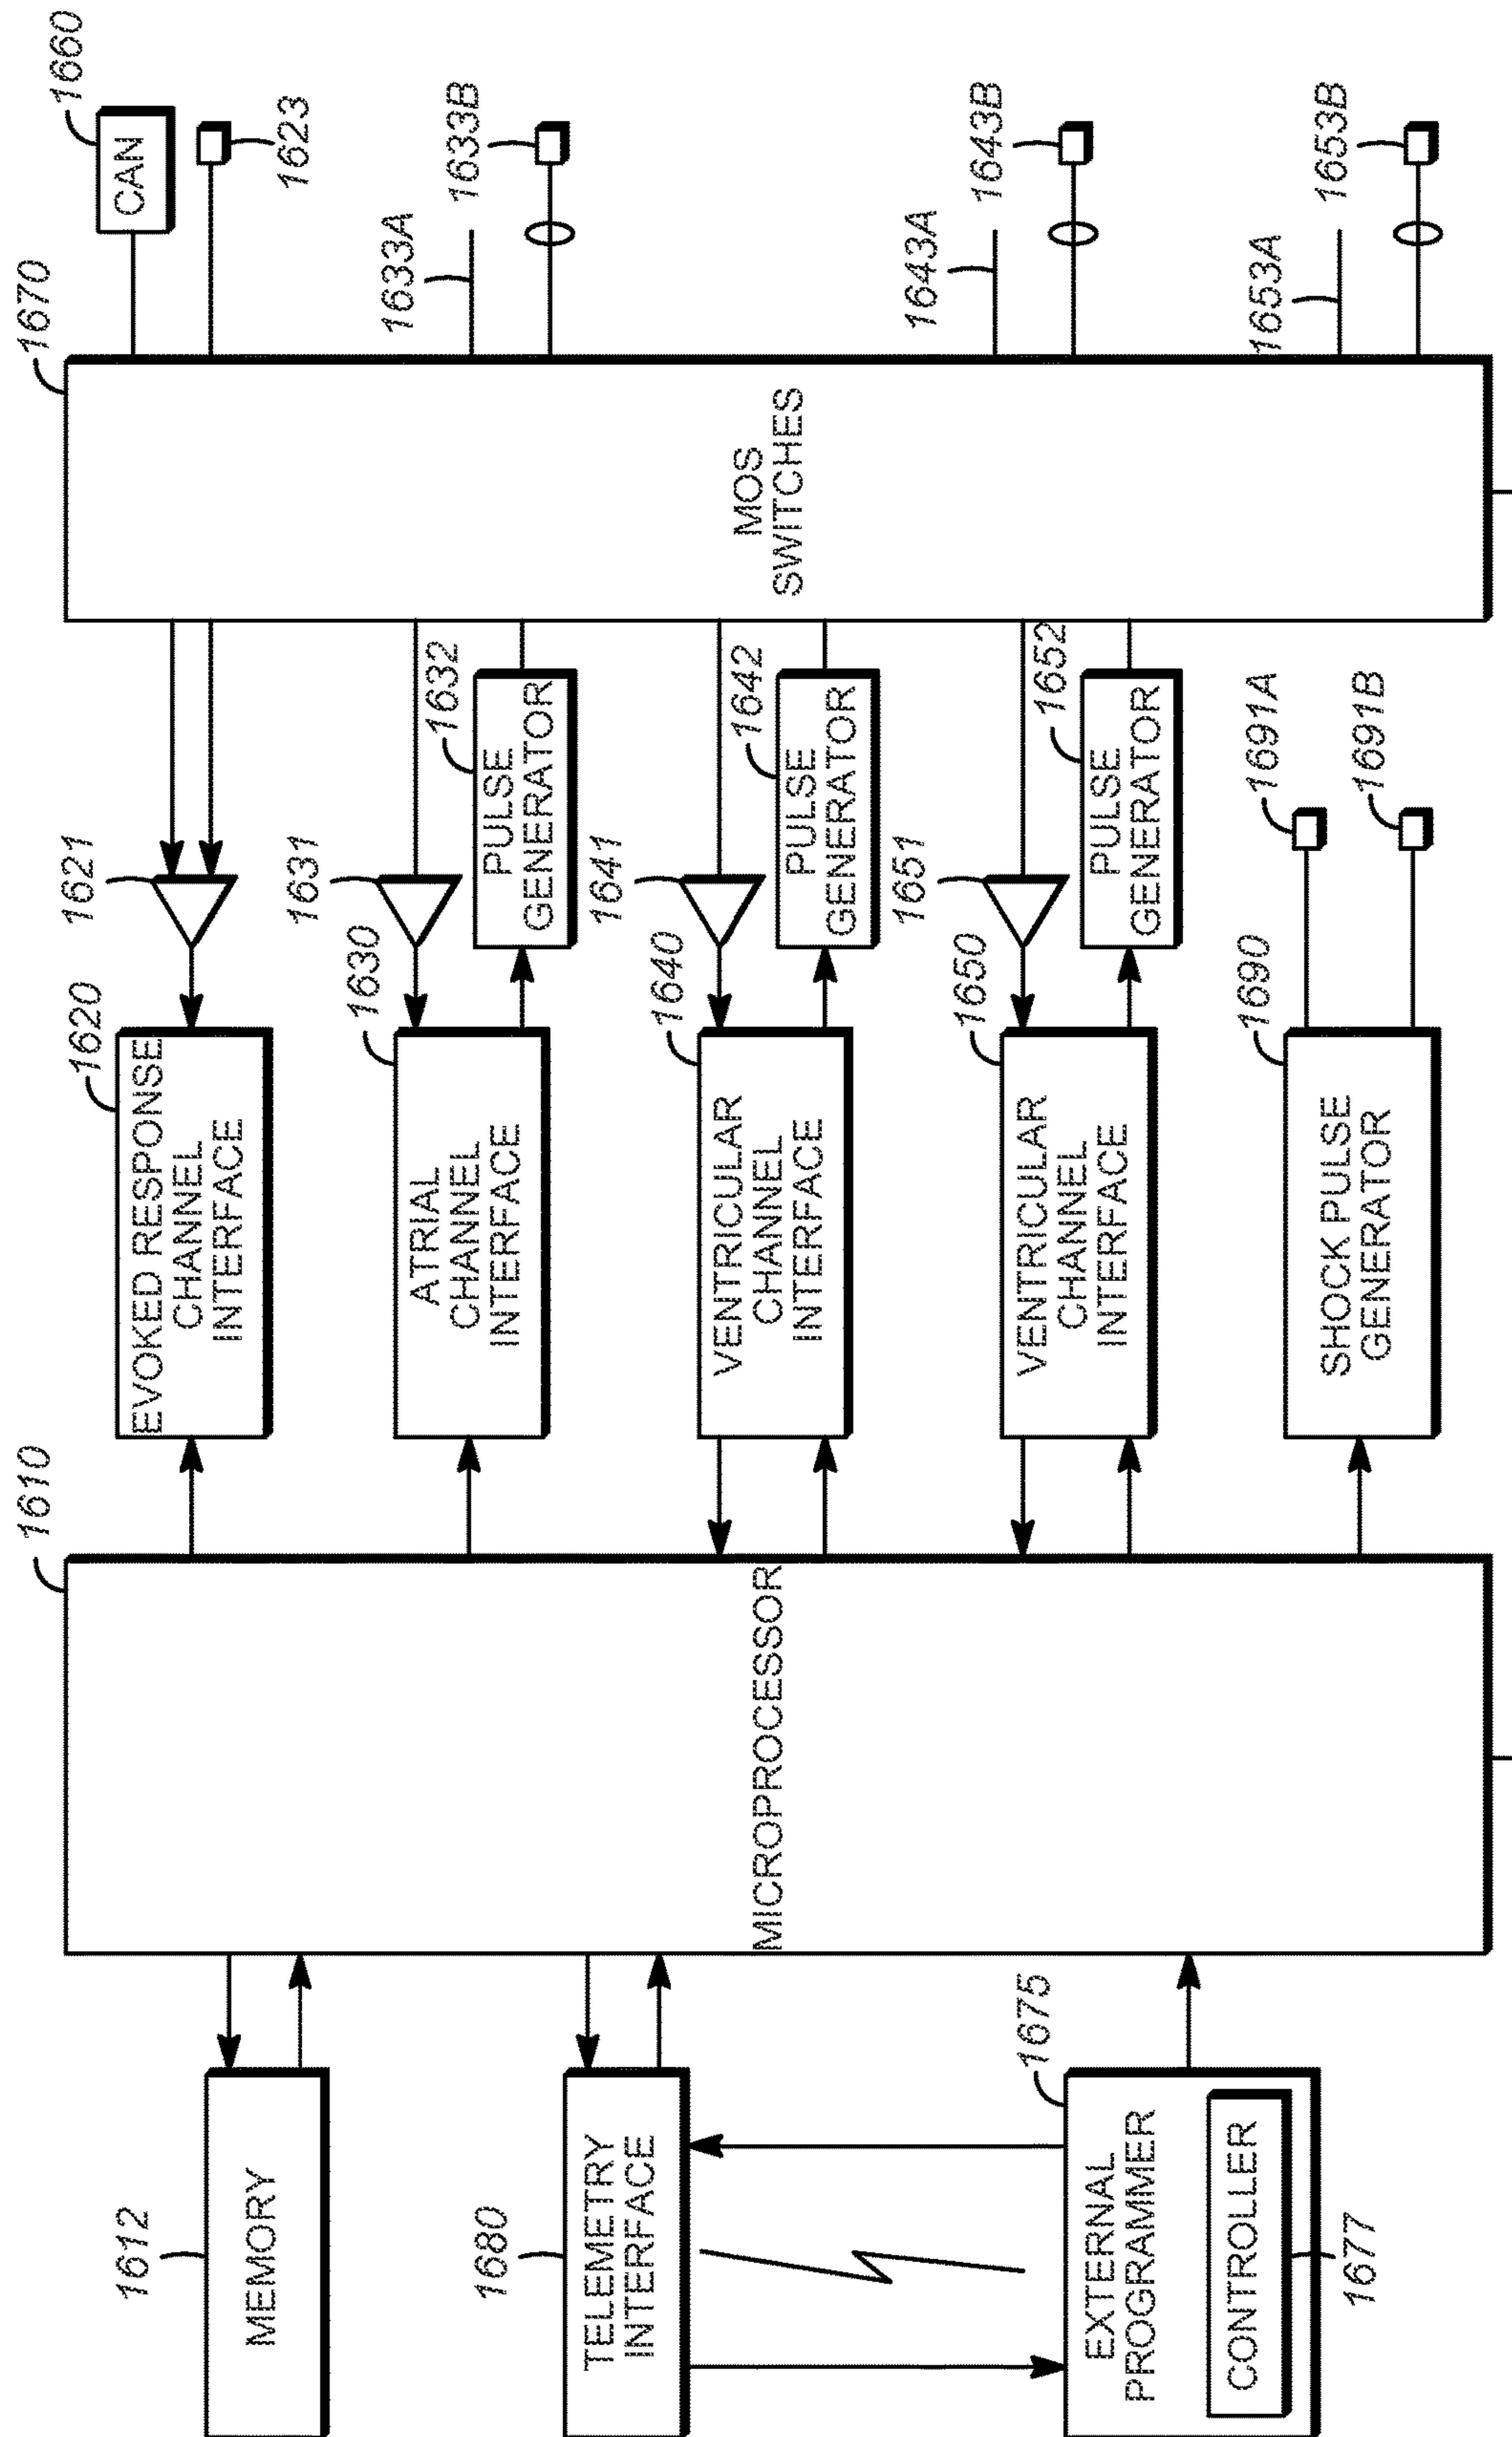 1660
CAN
1623
1633B
1633A
1643B
1643A
1653B
1653A
1670
MOS
SWITCHES
1621
1631
1632
PULSE
GENERATOR
1641
1642
PULSE
GENERATOR
1651
1652
PULSE
GENERATOR
1691A
1691B
1620
EVOKED RESPONSE
CHANNEL
INTERFACE
1630
ATRIAL
CHANNEL
INTERFACE
1640
VENTRICULAR
CHANNEL
INTERFACE
1650
VENTRICULAR
CHANNEL
INTERFACE
1690
SHOCK PULSE
GENERATOR
1610
MICROPROCESSOR
1612
MEMORY
1680
TELEMETRY
INTERFACE
1675
EXTERNAL
PROGRAMMER
CONTROLLER
1677